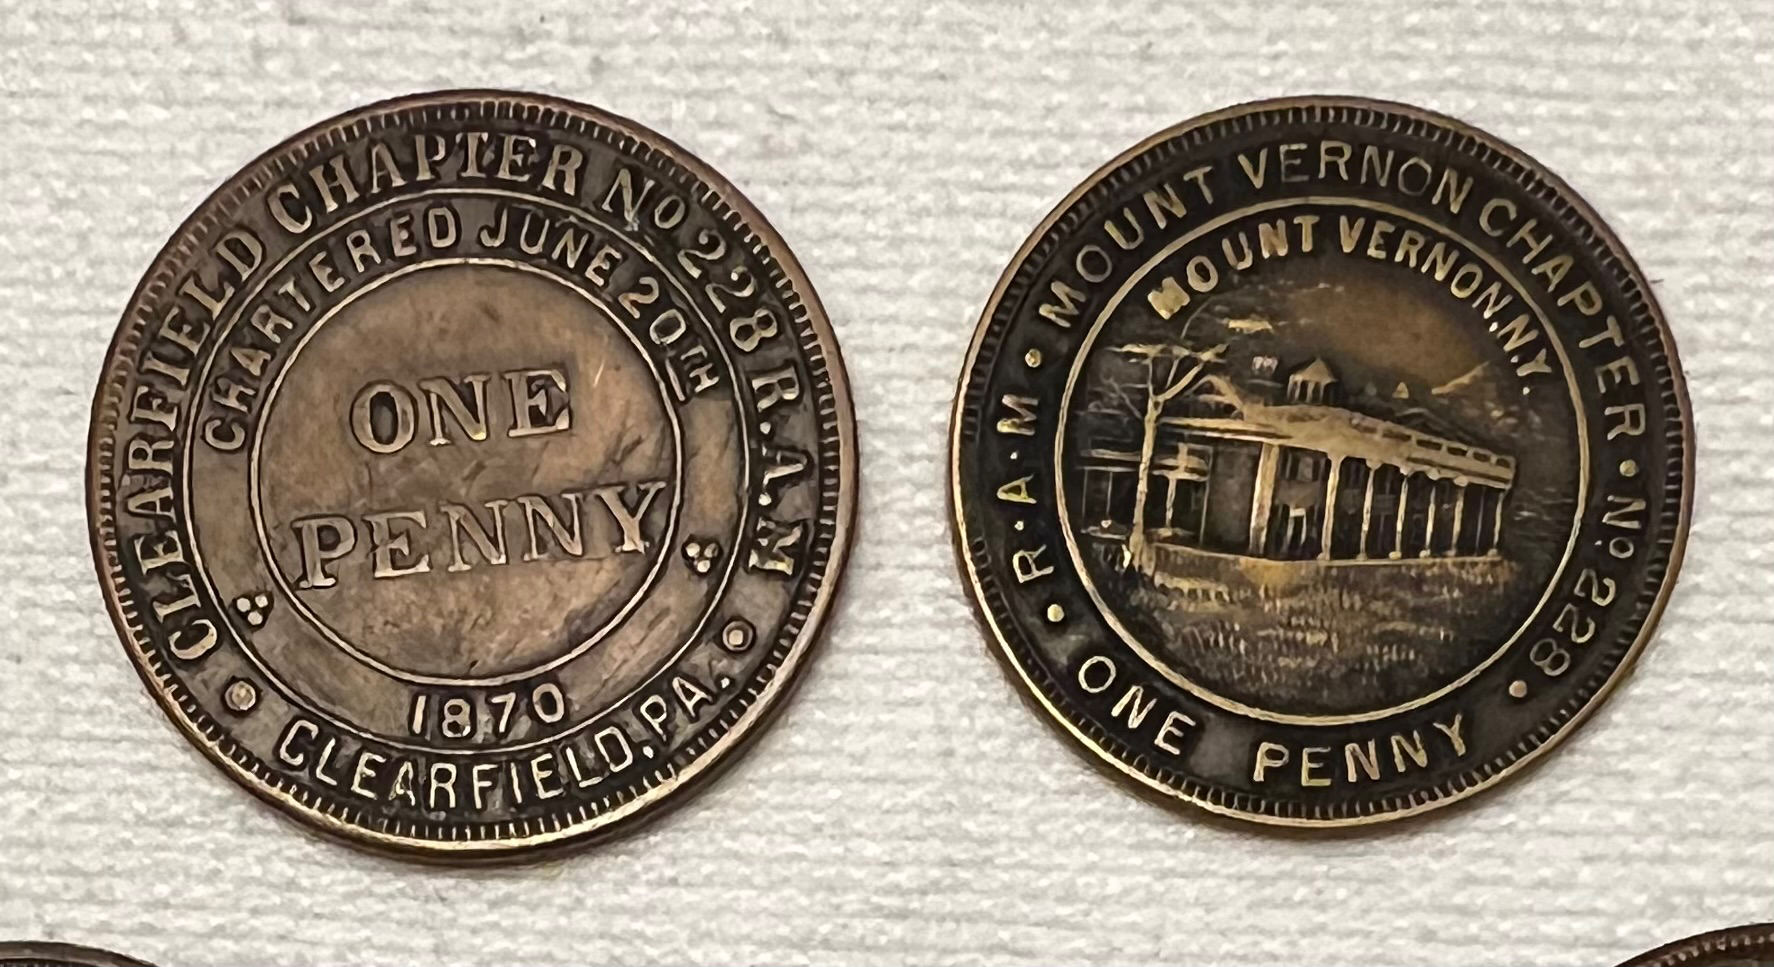 CLEARFIELD CHAPTER No 228 R.A.M
CHARTERED JUNE 20TH
ONE
PENNY
1870
CLEARFIELD, PA.
MOUNT VERNON CHAPTER · No 228 ·
MOUNT VERNON. N.Y.
· R·A·M ·
ONE PENNY